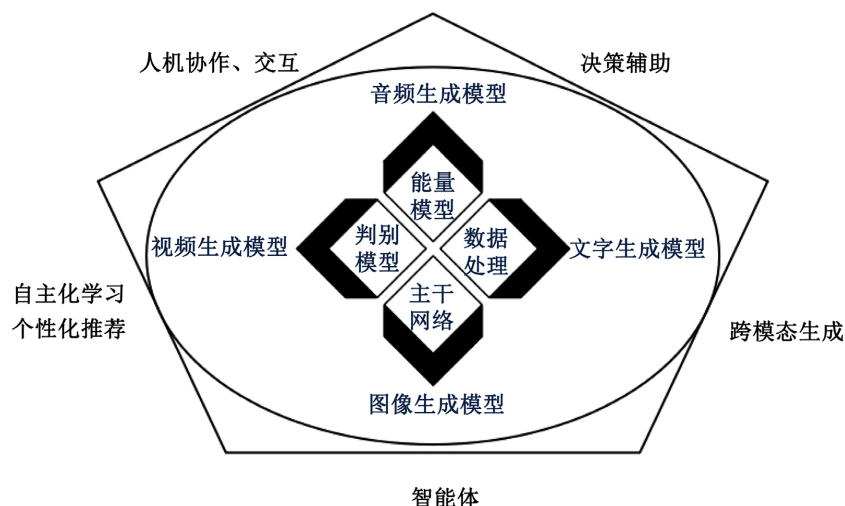 人机协作、交互
决策辅助
音频生成模型
能量
模型
视频生成模型
判别
模型
数据
处理
文字生成模型
主干
网络
自主化学习
个性化推荐
跨模态生成
图像生成模型
智能体